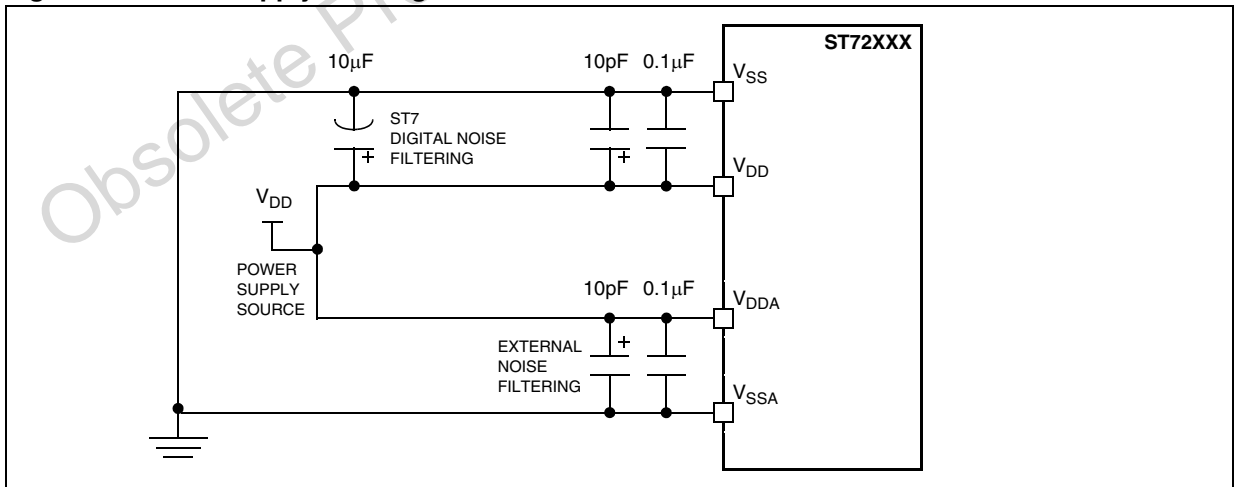 ST72XXX
10μF
10pF 0.1μF
VSS
ST7
DIGITAL NOISE
FILTERING
+
+
VDD
VDD
POWER
SUPPLY
SOURCE
10pF 0.1μF
VDDA
EXTERNAL
NOISE
FILTERING
+
VSSA
Obsolete